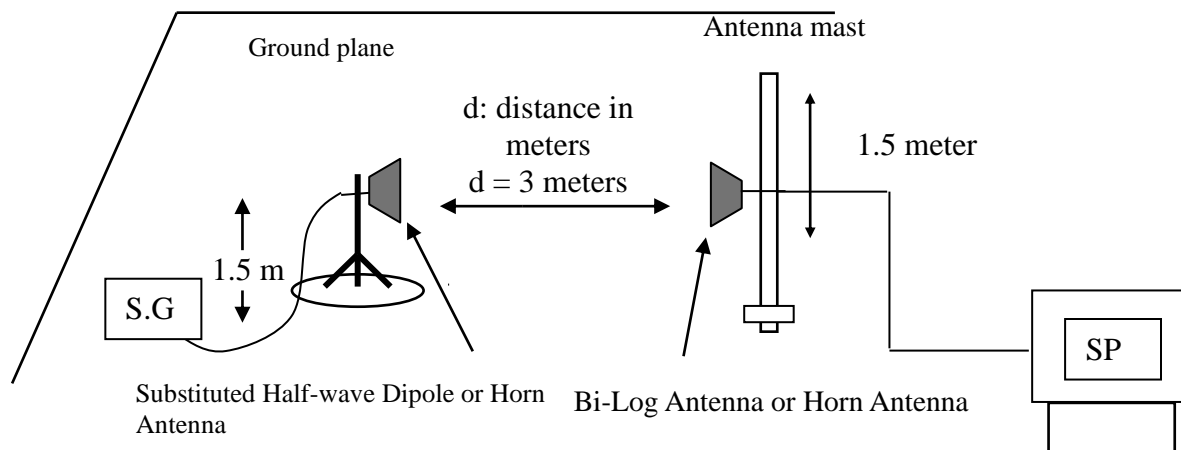 Antenna mast
Ground plane
d: distance in
meters
d = 3 meters
1.5 meter
1.5 m
S.G
SP
Substituted Half-wave Dipole or Horn
Antenna
Bi-Log Antenna or Horn Antenna